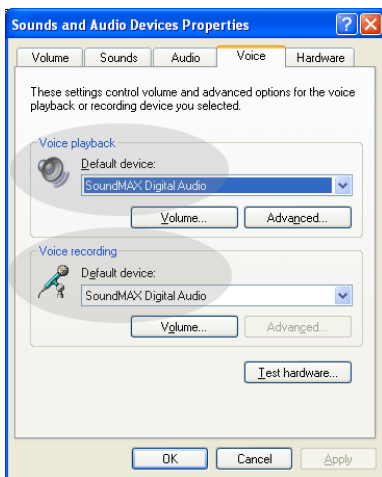 Sounds and Audio Devices Properties
Volume Sounds Audio Voice Hardware
These settings control volume and advanced options for the voice
playback or recording device you selected.
Voice playback
Default device:
SoundMAX Digital Audio
Volume... Advanced...
Voice recording
Default device:
SoundMAX Digital Audio
Volume... Advanced...
Test hardware...
OK Cancel Apply